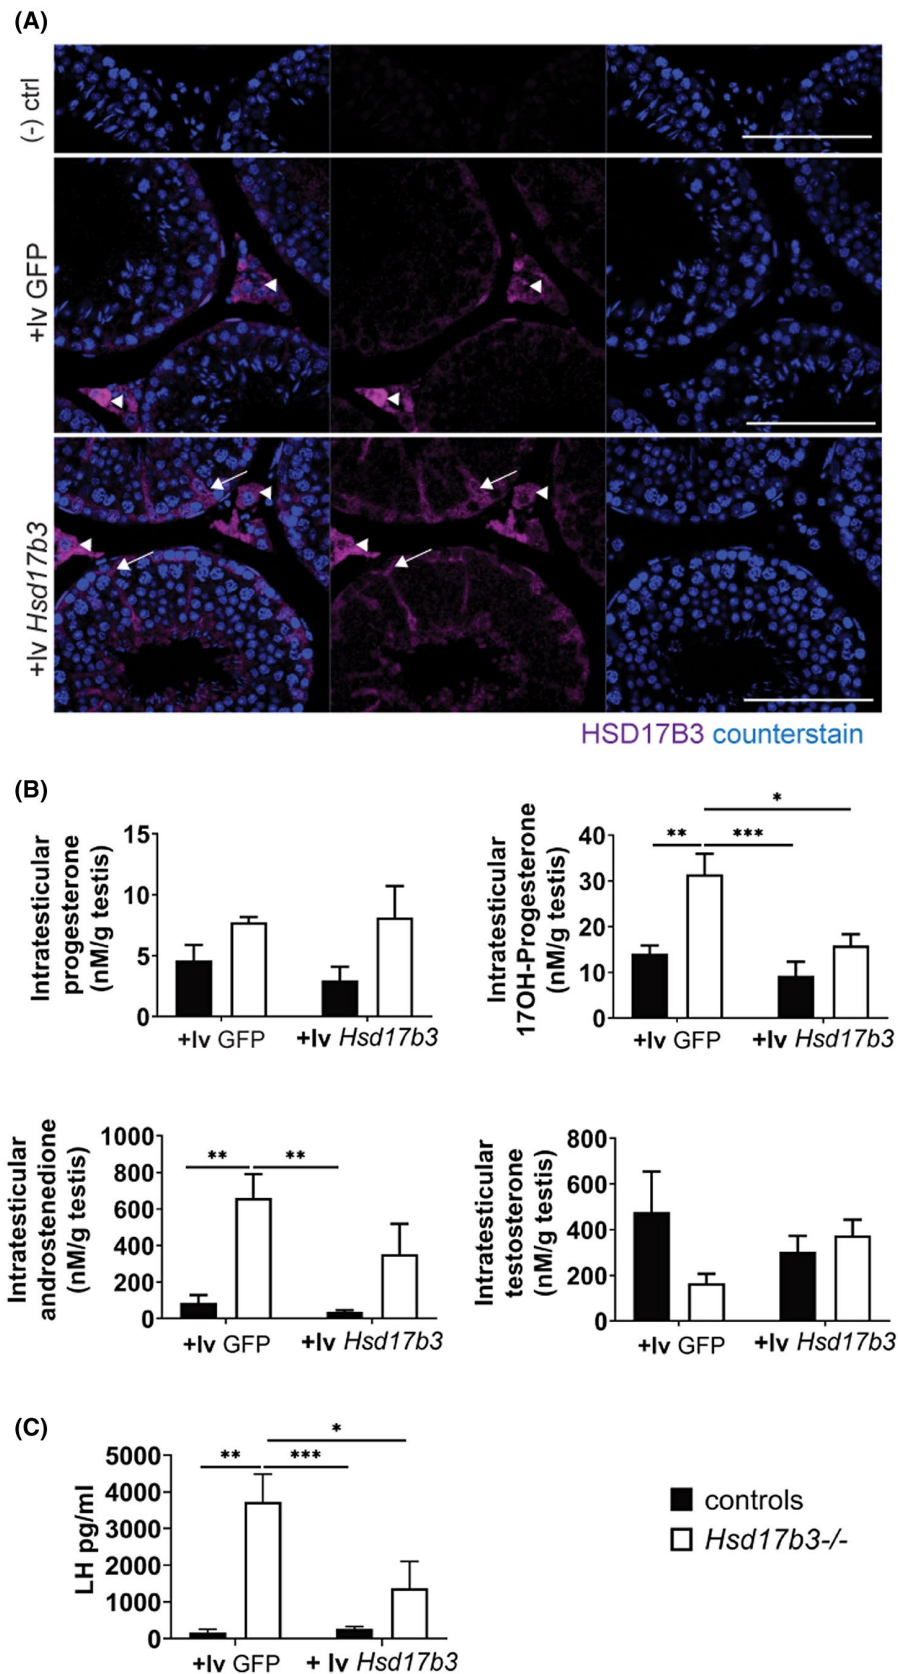 (A)
(-) ctrl
+lv GFP
+lv Hsd17b3
HSD17B3 counterstain
(B)
Intratesticular
progesterone
(nM/g testis)
15
10
5
0
+lv GFP
+lv Hsd17b3
Intratesticular
17OH-Progesterone
(nM/g testis)
40
30
20
10
0
*
** ***
+lv GFP
+lv Hsd17b3
Intratesticular
androstenedione
(nM/g testis)
1000
800
600
400
200
0
** **
+lv GFP
+lv Hsd17b3
Intratesticular
testosterone
(nM/g testis)
800
600
400
200
0
+lv GFP
+lv Hsd17b3
(C)
LH pg/ml
5000
4000
3000
2000
1000
0
*
** ***
+lv GFP
+ lv Hsd17b3
controls
Hsd17b3-/-